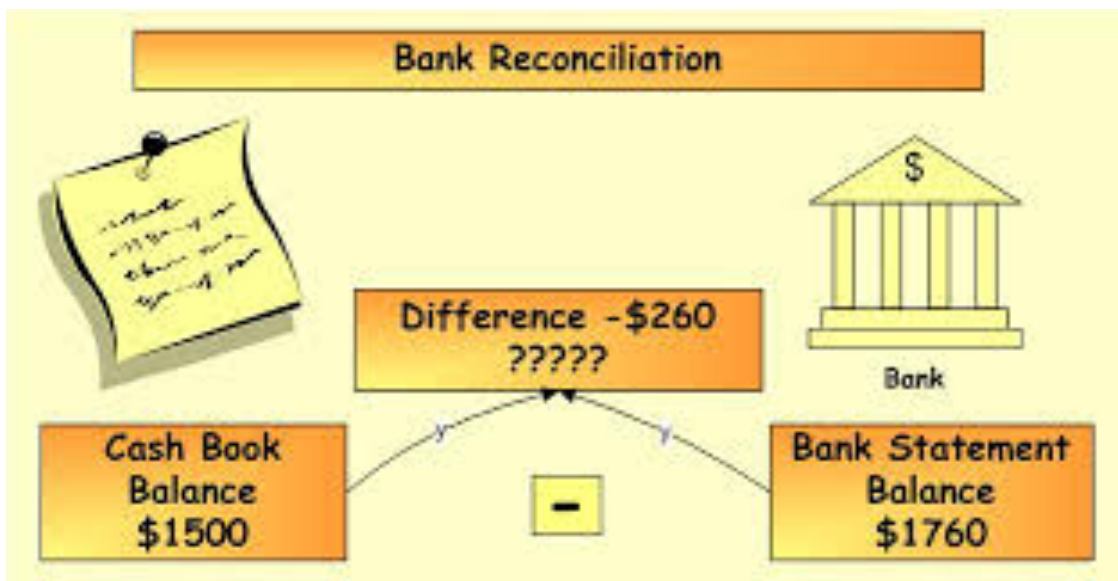 Bank Reconciliation
$
Difference -$260
?????
Bank
Cash Book
Balance
$1500
y
y
-
Bank Statement
Balance
$1760